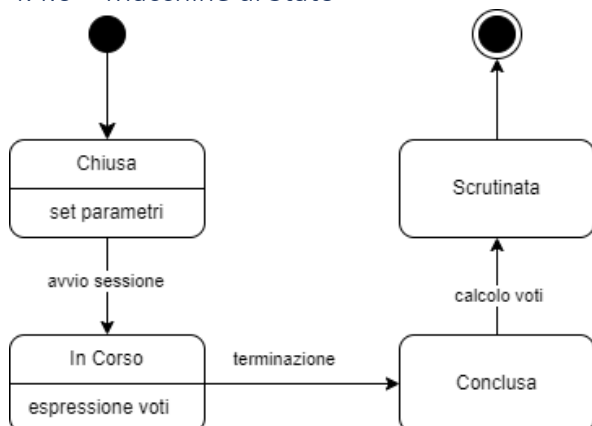 Chiusa
set parametri
avvio sessione
In Corso
espressione voti
terminazione
Scrutinata
calcolo voti
Conclusa